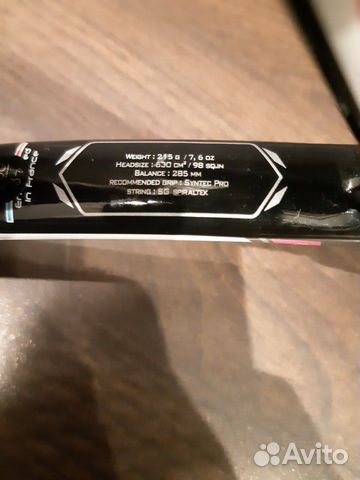 WEIGHT : 215 G / 7, 6 OZ
HEADSIZE : 630 CM² / 98 SQ.IN
BALANCE : 285 MM
RECOMMENDED GRIP : SYNTEC PRO
STRING : SG SPIRALTEK
in France
Avito